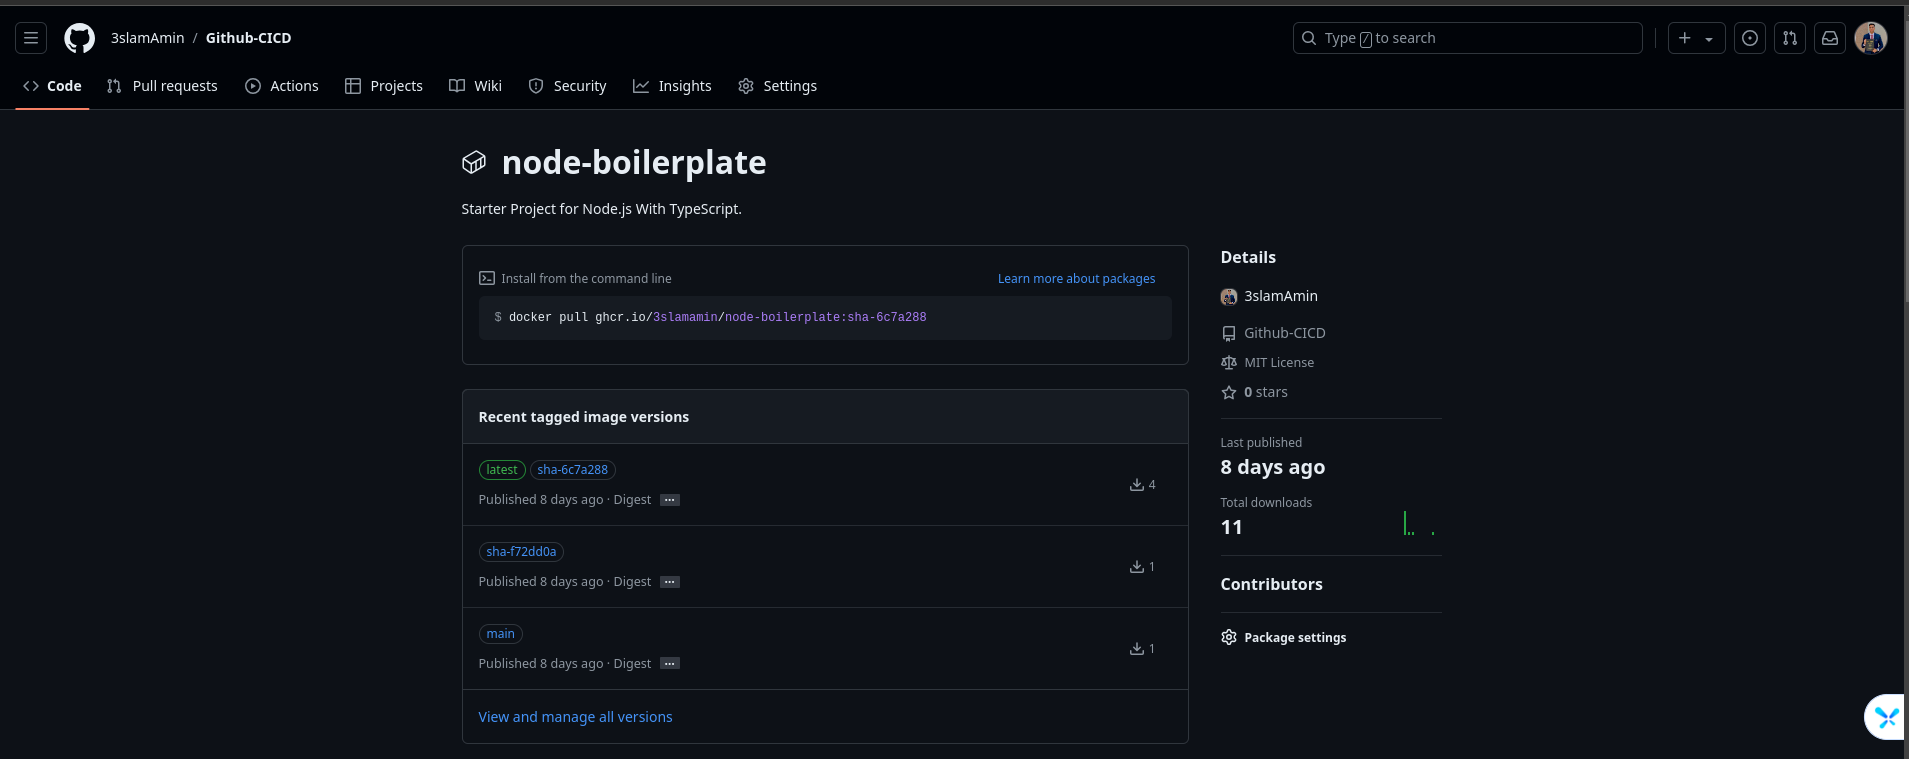 3slamAmin / Github-CICD
Type / to search
Code Pull requests Actions Projects Wiki Security Insights Settings
node-boilerplate
Starter Project for Node.js With TypeScript.
Install from the command line Learn more about packages
$ docker pull ghcr.io/3slamamin/node-boilerplate:sha-6c7a288
Recent tagged image versions
latest sha-6c7a288
Published 8 days ago · Digest ···
4
sha-f72dd0a
Published 8 days ago · Digest ···
1
main
Published 8 days ago · Digest ···
1
View and manage all versions
Details
3slamAmin
Github-CICD
MIT License
0 stars
Last published
8 days ago
Total downloads
11
Contributors
Package settings